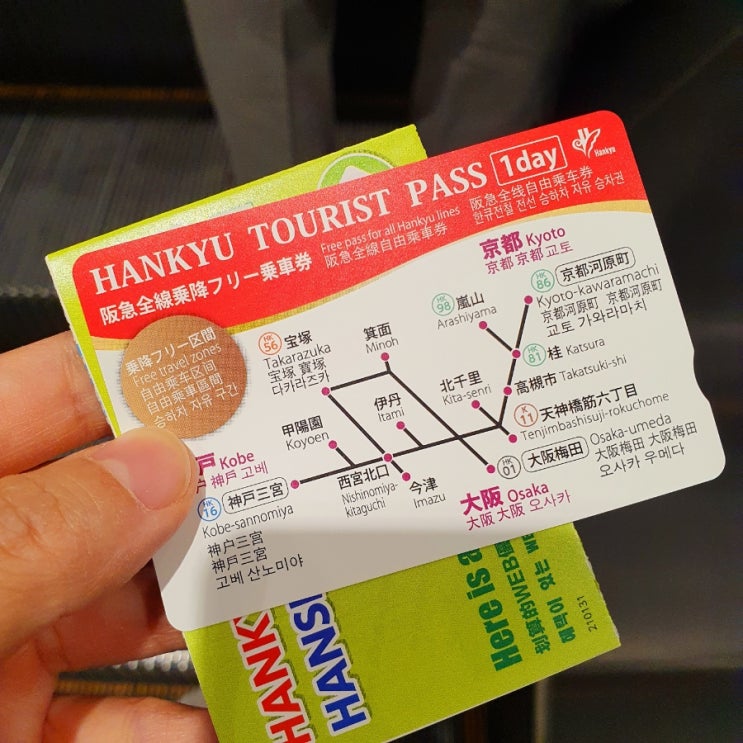 HANKYU TOURIST PASS 1day
Hankyu
阪急全線乗降フリー乗車券
Free pass for all Hankyu lines
阪急全線自由乘車券
阪急全线自由乘车券
한큐전철 전선 승하차 자유 승차권
乗降フリー区間
Free travel zones
自由乘车区间
自由乘車區間
승하차 자유 구간
京都 Kyoto
京都 京都 교토
HK 86 京都河原町
Kyoto-kawaramachi
京都河原町 京都河原町
교토 가와라마치
HK 98 嵐山
Arashiyama
HK 81 桂 Katsura
高槻市 Takatsuki-shi
HK 56 宝塚
Takarazuka
宝塚 寶塚
다카라즈카
箕面
Minoh
北千里
Kita-senri
伊丹
Itami
甲陽園
Koyoen
K 11 天神橋筋六丁目
Tenjimbashisuji-rokuchome
HK 01 大阪梅田
Osaka-umeda
大阪梅田 大阪梅田
오사카 우메다
大阪 Osaka
大阪 大阪 오사카
西宮北口
Nishinomiya-
kitaguchi
今津
Imazu
戸 Kobe
神戸 고베
HK 16 神戸三宮
Kobe-sannomiya
神户三宫
神戶三宮
고베 산노미야
HANK
HANSH
Here is a
210131